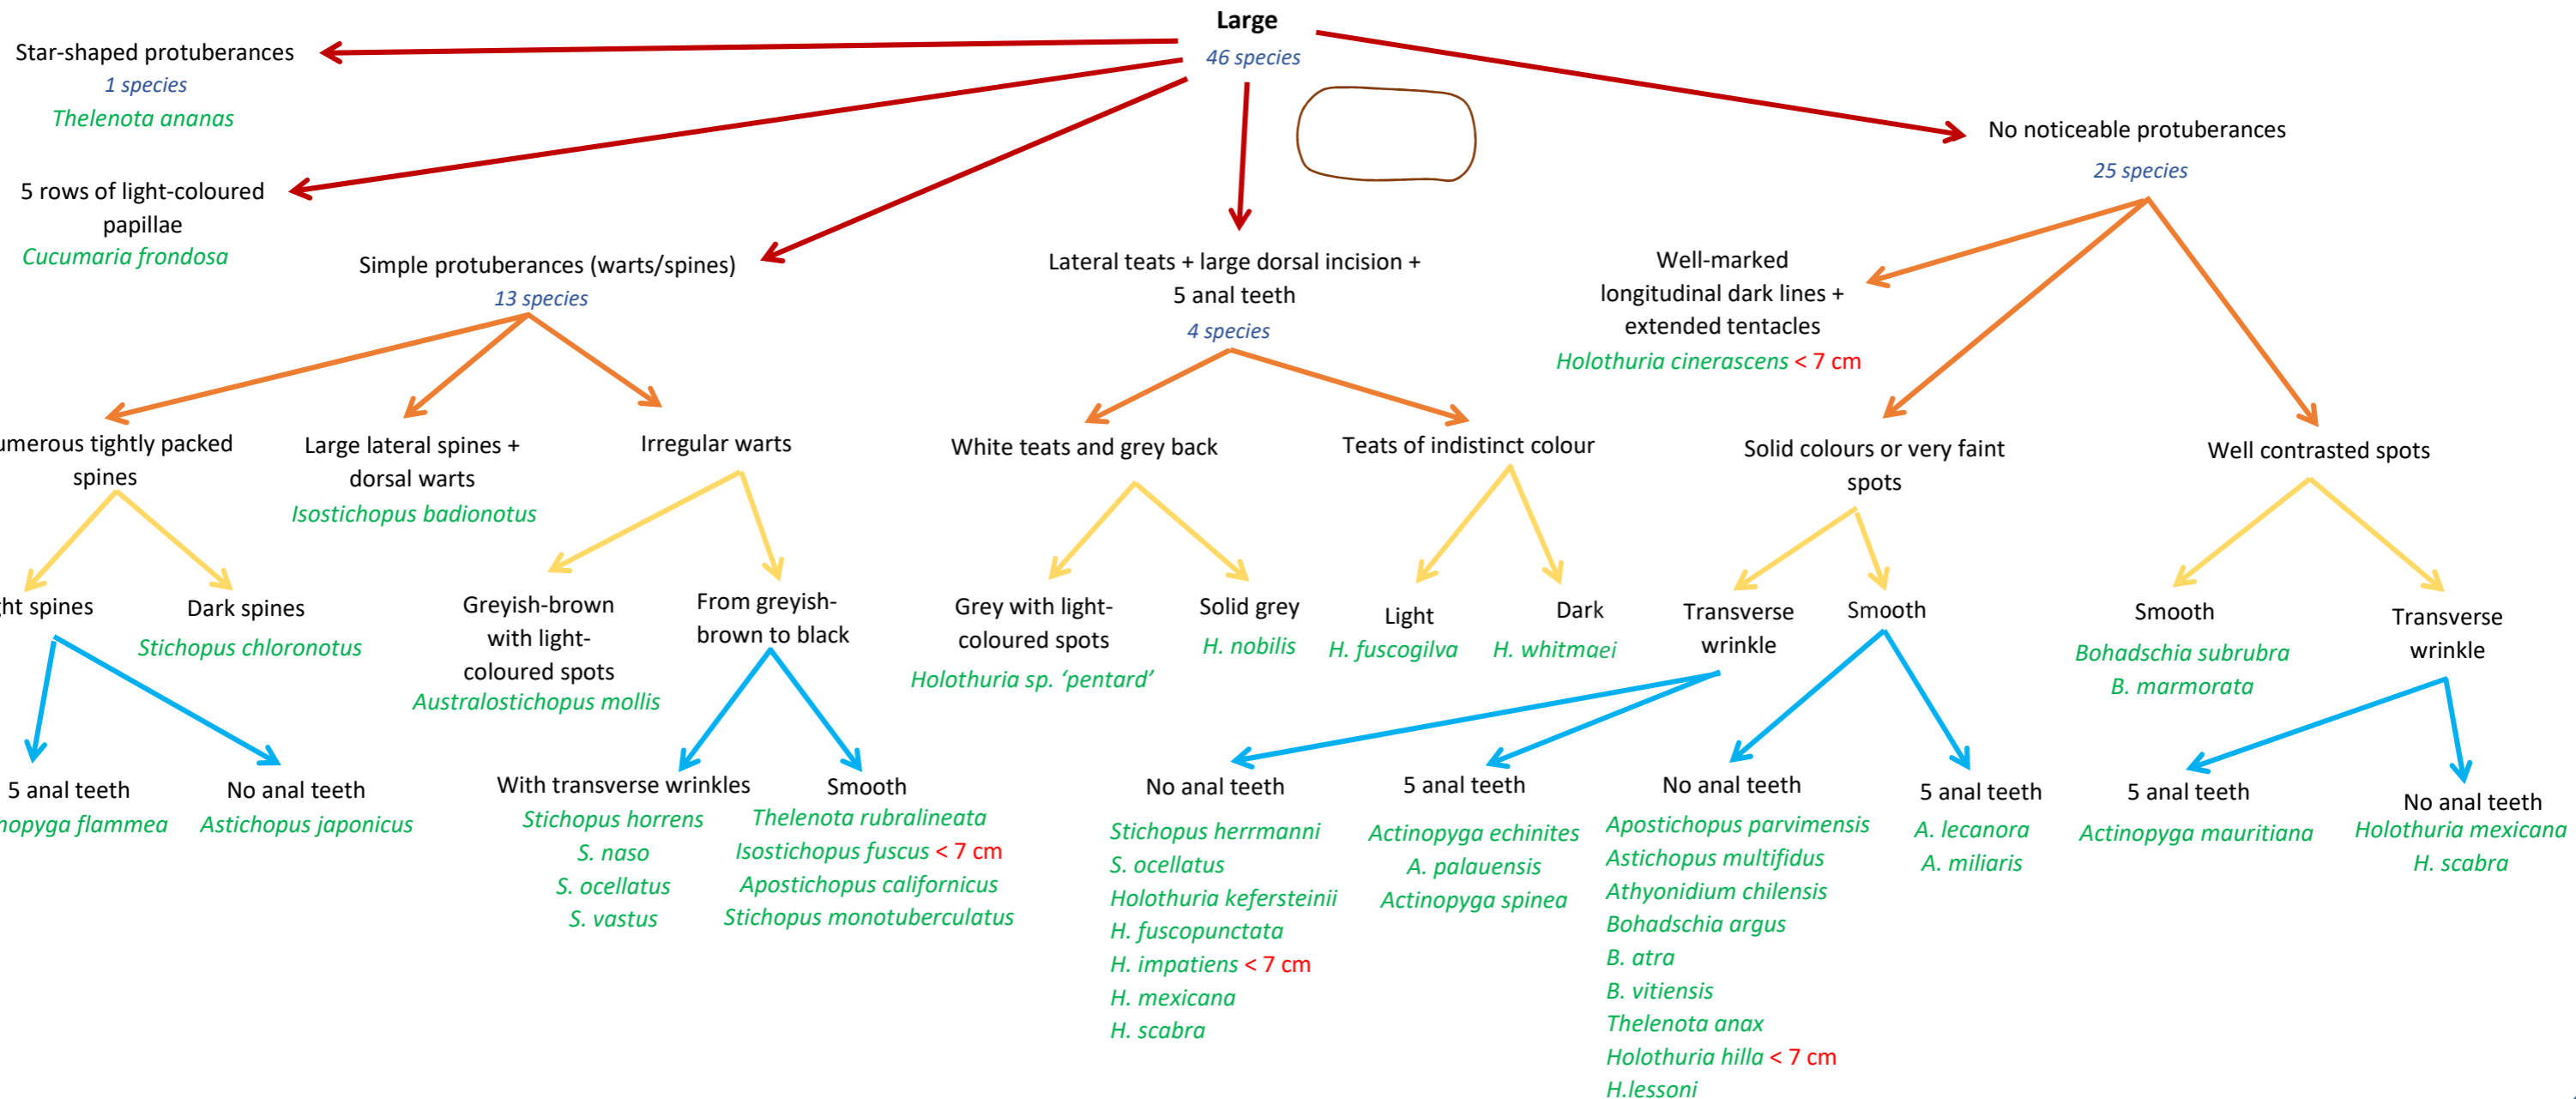 Large
46 species
Star-shaped protuberances
1 species
Thelenota ananas
5 rows of light-coloured
papillae
Cucumaria frondosa
Simple protuberances (warts/spines)
13 species
Lateral teats + large dorsal incision +
5 anal teeth
4 species
No noticeable protuberances
25 species
Well-marked
longitudinal dark lines +
extended tentacles
Holothuria cinerascens < 7 cm
umerous tightly packed
spines
Large lateral spines +
dorsal warts
Isostichopus badionotus
Irregular warts
White teats and grey back
Teats of indistinct colour
Solid colours or very faint
spots
Well contrasted spots
ght spines
Dark spines
Stichopus chloronotus
Greyish-brown
with light-
coloured spots
Australostichopus mollis
From greyish-
brown to black
Grey with light-
coloured spots
Holothuria sp. ‘pentard’
Solid grey
H. nobilis
Light
H. fuscogilva
Dark
H. whitmaei
Transverse
wrinkle
Smooth
Smooth
Bohadschia subrubra
B. marmorata
Transverse
wrinkle
5 anal teeth
nopyga flammea
No anal teeth
Astichopus japonicus
With transverse wrinkles
Stichopus horrens
S. naso
S. ocellatus
S. vastus
Smooth
Thelenota rubralineata
Isostichopus fuscus < 7 cm
Apostichopus californicus
Stichopus monotuberculatus
No anal teeth
Stichopus herrmanni
S. ocellatus
Holothuria kefersteinii
H. fuscopunctata
H. impatiens < 7 cm
H. mexicana
H. scabra
5 anal teeth
Actinopyga echinites
A. palauensis
Actinopyga spinea
No anal teeth
Apostichopus parvimensis
Astichopus multifidus
Athyonidium chilensis
Bohadschia argus
B. atra
B. vitiensis
Thelenota anax
Holothuria hilla < 7 cm
H.lessoni
5 anal teeth
A. lecanora
A. miliaris
5 anal teeth
Actinopyga mauritiana
No anal teeth
Holothuria mexicana
H. scabra